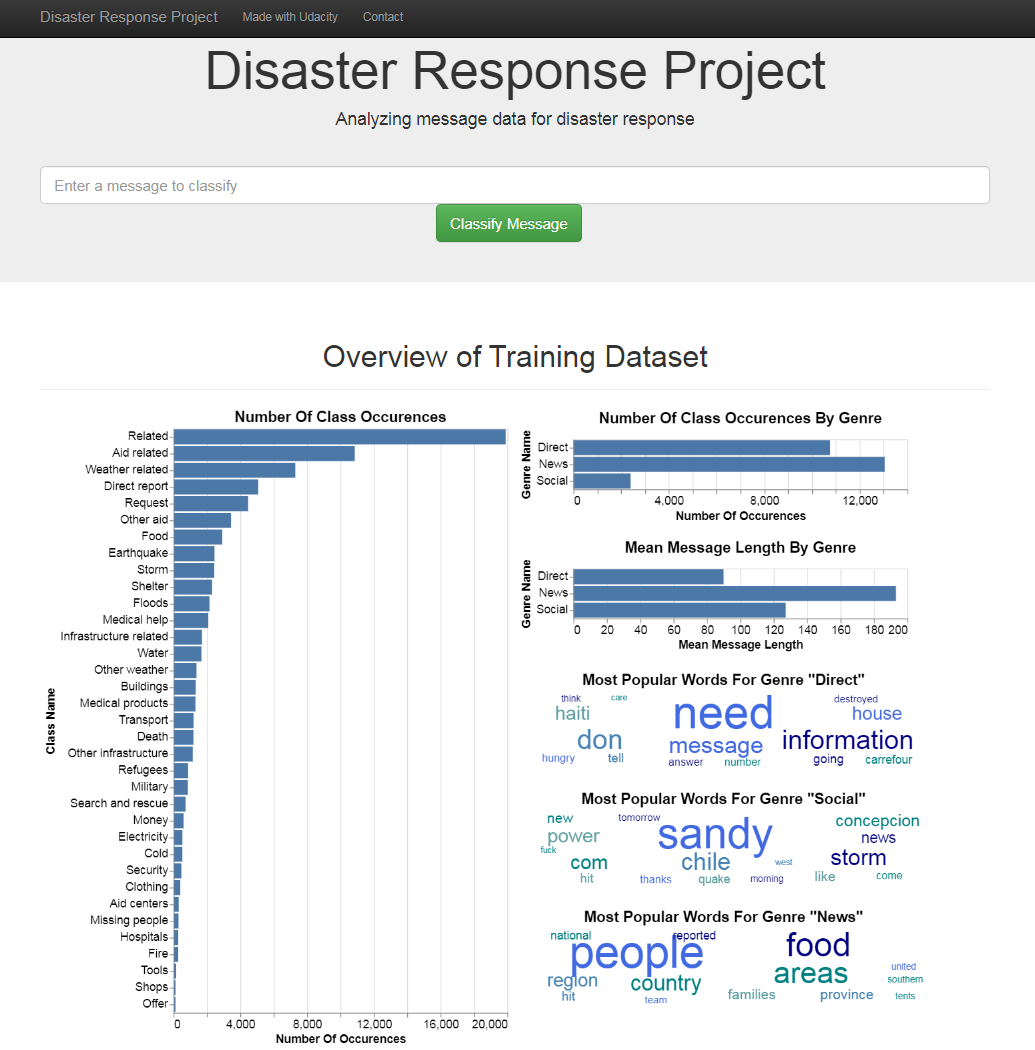 Disaster Response Project Made with Udacity Contact
Disaster Response Project
Analyzing message data for disaster response
Enter a message to classify
Classify Message
Overview of Training Dataset
Number Of Class Occurences
Class Name
Related
Aid related
Weather related
Direct report
Request
Other aid
Food
Earthquake
Storm
Shelter
Floods
Medical help
Infrastructure related
Water
Other weather
Buildings
Medical products
Transport
Death
Other infrastructure
Refugees
Military
Search and rescue
Money
Electricity
Cold
Security
Clothing
Aid centers
Missing people
Hospitals
Fire
Tools
Shops
Offer
0 4,000 8,000 12,000 16,000 20,000
Number Of Occurences
Number Of Class Occurences By Genre
Genre Name
Direct
News
Social
0 4,000 8,000 12,000
Number Of Occurences
Mean Message Length By Genre
Genre Name
Direct
News
Social
0 20 40 60 80 100 120 140 160 180 200
Mean Message Length
Most Popular Words For Genre "Direct"
think care need destroyed
haiti house
don message information
hungry tell answer number going carrefour
Most Popular Words For Genre "Social"
new tomorrow sandy concepcion
power news
fuck com chile west storm
hit thanks quake morning like come
Most Popular Words For Genre "News"
national people reported food
region country areas united
southern
hit team families province tents